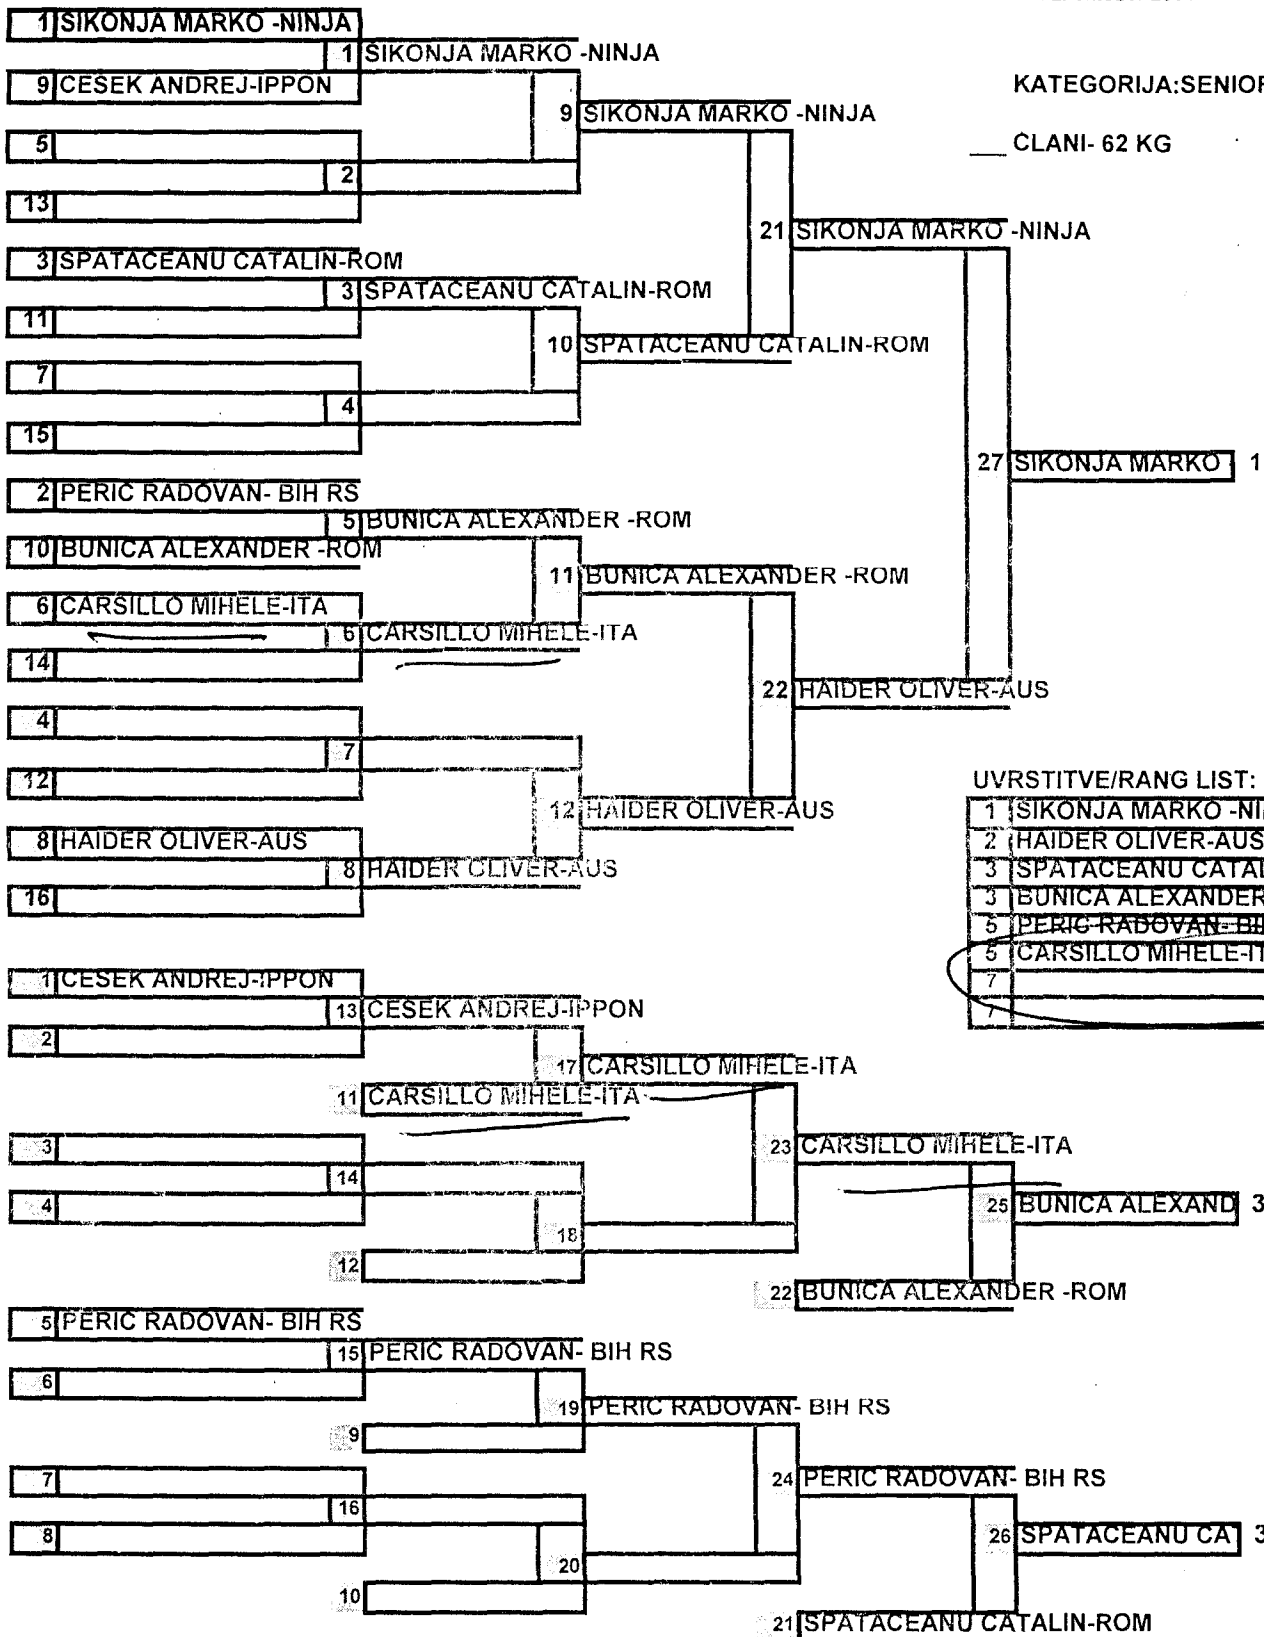 1 SIKONJA MARKO -NINJA
1 SIKONJA MARKO -NINJA
9 CESEK ANDREJ-IPPON
KATEGORIJA:SENIOR
9 SIKONJA MARKO -NINJA
5
CLANI- 62 KG
2
13
21 SIKONJA MARKO -NINJA
3 SPATACEANU CATALIN-ROM
3 SPATACEANU CATALIN-ROM
11
10 SPATACEANU CATALIN-ROM
7
4
15
27 SIKONJA MARKO 1
2 PERIC RADOVAN- BIH RS
5 BUNICA ALEXANDER -ROM
10 BUNICA ALEXANDER -ROM
11 BUNICA ALEXANDER -ROM
6 CARSILLO MIHELE-ITA
6 CARSILLO MIHELE-ITA
14
22 HAIDER OLIVER-AUS
4
7
12
UVRSTITVE/RANG LIST:
12 HAIDER OLIVER-AUS
1 SIKONJA MARKO -NI
8 HAIDER OLIVER-AUS
2 HAIDER OLIVER-AUS
8 HAIDER OLIVER-AUS
3 SPATACEANU CATAL
16
3 BUNICA ALEXANDER
5 PERIC RADOVAN- BI
5 CARSILLO MIHELE-IT
1 CESEK ANDREJ-IPPON
7
13 CESEK ANDREJ-IPPON
7
2
17 CARSILLO MIHELE-ITA
11 CARSILLO MIHELE-ITA
3
23 CARSILLO MIHELE-ITA
14
4
25 BUNICA ALEXAND 3
18
12
22 BUNICA ALEXANDER -ROM
5 PERIC RADOVAN- BIH RS
15 PERIC RADOVAN- BIH RS
6
19 PERIC RADOVAN- BIH RS
9
7
24 PERIC RADOVAN- BIH RS
16
8
26 SPATACEANU CA 3
20
10
21 SPATACEANU CATALIN-ROM